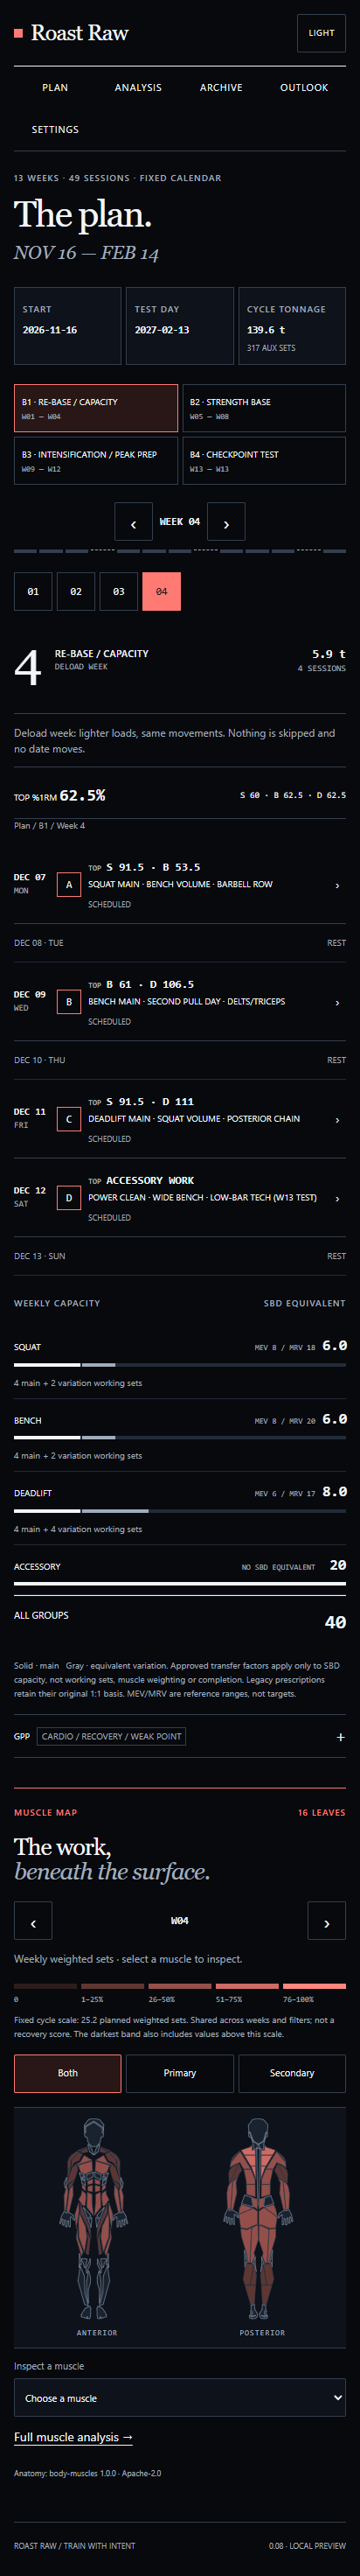 Roast Raw
LIGHT
PLAN ANALYSIS ARCHIVE OUTLOOK
SETTINGS
13 WEEKS · 49 SESSIONS · FIXED CALENDAR
The plan.
NOV 16 — FEB 14
START
2026-11-16
TEST DAY
2027-02-13
CYCLE TONNAGE
139.6 t
317 AUX SETS
B1 · RE-BASE / CAPACITY
W01 — W04
B2 · STRENGTH BASE
W05 — W08
B3 · INTENSIFICATION / PEAK PREP
W09 — W12
B4 · CHECKPOINT TEST
W13 — W13
‹ WEEK 04 ›
01 02 03 04
4
RE-BASE / CAPACITY
DELOAD WEEK
5.9 t
4 SESSIONS
Deload week: lighter loads, same movements. Nothing is skipped and
no date moves.
TOP %1RM 62.5%
S 60 · B 62.5 · D 62.5
Plan / B1 / Week 4
DEC 07
MON
A
TOP S 91.5 · B 53.5
SQUAT MAIN · BENCH VOLUME · BARBELL ROW
SCHEDULED
›
DEC 08 · TUE REST
DEC 09
WED
B
TOP B 61 · D 106.5
BENCH MAIN · SECOND PULL DAY · DELTS/TRICEPS
SCHEDULED
›
DEC 10 · THU REST
DEC 11
FRI
C
TOP S 91.5 · D 111
DEADLIFT MAIN · SQUAT VOLUME · POSTERIOR CHAIN
SCHEDULED
›
DEC 12
SAT
D
TOP ACCESSORY WORK
POWER CLEAN · WIDE BENCH · LOW-BAR TECH (W13 TEST)
SCHEDULED
›
DEC 13 · SUN REST
WEEKLY CAPACITY SBD EQUIVALENT
SQUAT MEV 8 / MRV 18 6.0
4 main + 2 variation working sets
BENCH MEV 8 / MRV 20 6.0
4 main + 2 variation working sets
DEADLIFT MEV 6 / MRV 17 8.0
4 main + 4 variation working sets
ACCESSORY NO SBD EQUIVALENT 20
ALL GROUPS 40
Solid · main Gray · equivalent variation. Approved transfer factors apply only to SBD
capacity, not working sets, muscle weighting or completion. Legacy prescriptions
retain their original 1:1 basis. MEV/MRV are reference ranges, not targets.
GPP CARDIO / RECOVERY / WEAK POINT +
MUSCLE MAP 16 LEAVES
The work,
beneath the surface.
‹ W04 ›
Weekly weighted sets · select a muscle to inspect.
0 1–25% 26–50% 51–75% 76–100%
Fixed cycle scale: 25.2 planned weighted sets. Shared across weeks and filters; not a
recovery score. The darkest band also includes values above this scale.
Both Primary Secondary
ANTERIOR POSTERIOR
Inspect a muscle
Choose a muscle
Full muscle analysis →
Anatomy: body-muscles 1.0.0 · Apache-2.0
ROAST RAW / TRAIN WITH INTENT 0.08 · LOCAL PREVIEW